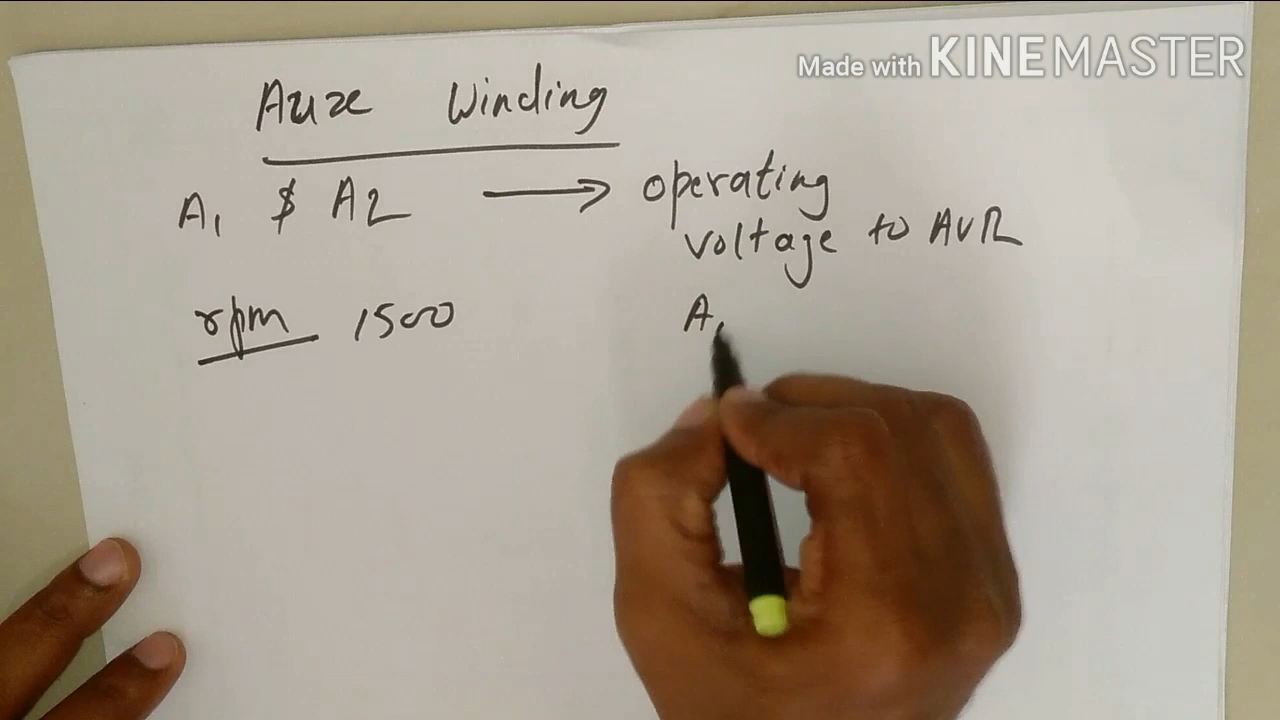 Made with KINEMASTER
Auxe Winding
A1 & A2 → operating
voltage to AVR
rpm 1500
A1